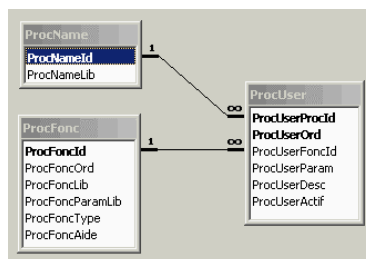 ProcName
ProcNameId
ProcNameLib
1
∞
ProcFonc
ProcFoncId
ProcFoncOrd
ProcFoncLib
ProcFoncParamLib
ProcFoncType
ProcFoncAide
1
∞
ProcUser
ProcUserProcId
ProcUserOrd
ProcUserFoncId
ProcUserParam
ProcUserDesc
ProcUserActif